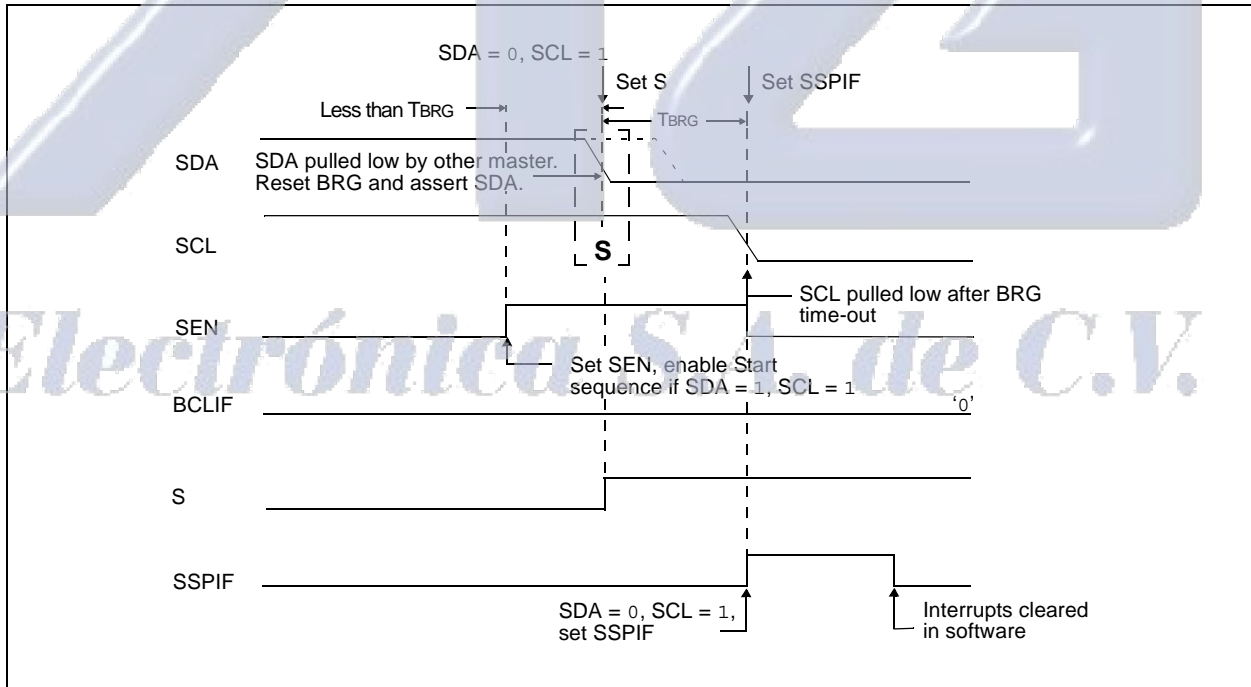 SDA = 0, SCL = 1
Set S
Set SSPIF
Less than TBRG
TBRG
SDA
SDA pulled low by other master.
Reset BRG and assert SDA.
SCL
S
SCL pulled low after BRG
time-out
SEN
Set SEN, enable Start
sequence if SDA = 1, SCL = 1
Electrónica S.A. de C.V.
BCLIF
‘0’
S
SSPIF
SDA = 0, SCL = 1,
set SSPIF
Interrupts cleared
in software